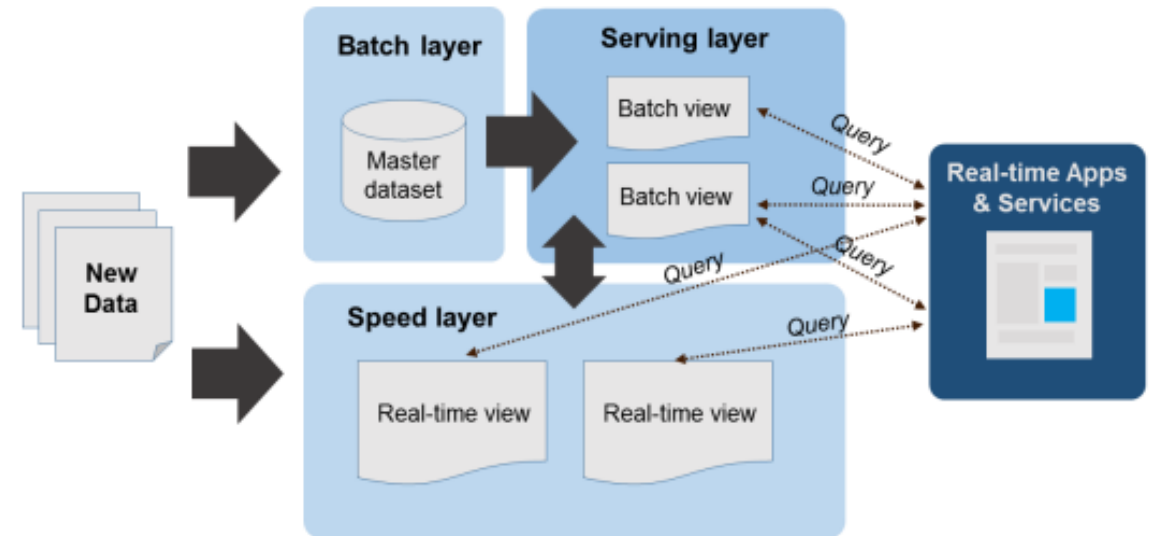 Batch layer
Serving layer
Master
dataset
Batch view
Batch view
Query
Query
Query
Query
Query
Real-time Apps
& Services
New
Data
Speed layer
Real-time view
Real-time view